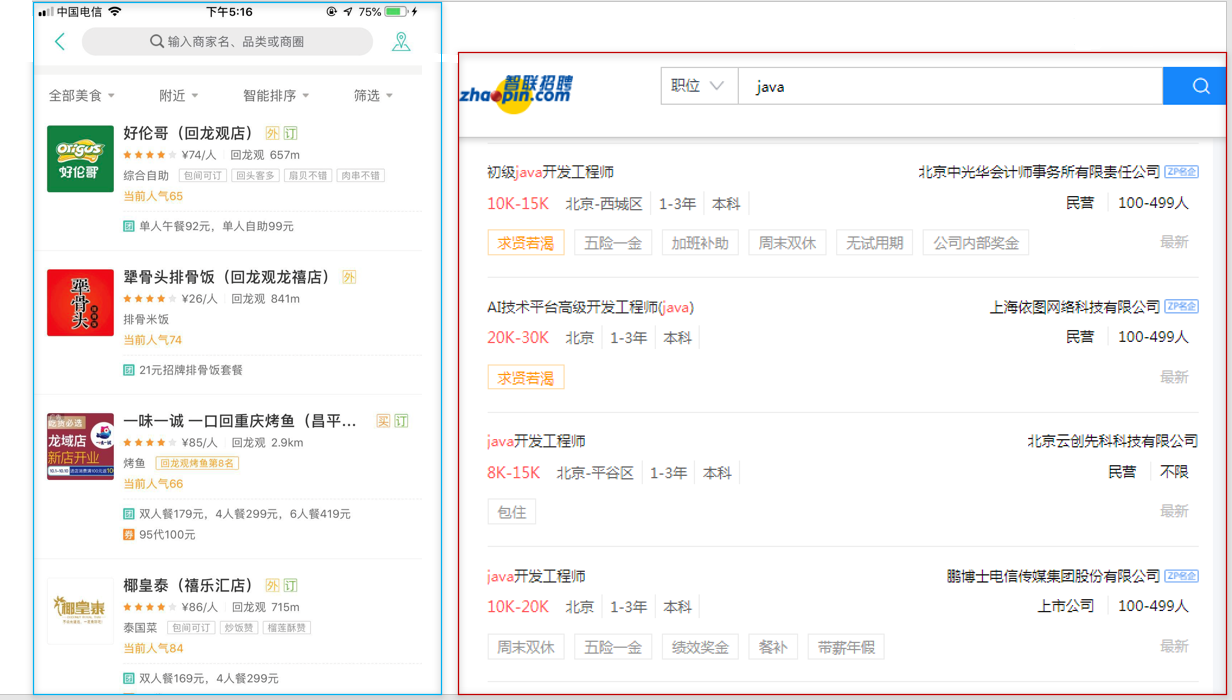 中国电信 下午5:16 75%
输入商家名、品类或商圈
全部美食 附近 智能排序 筛选
Origus
好伦哥
好伦哥（回龙观店） 外 订
¥74/人 回龙观 657m
综合自助 包间可订 回头客多 扇贝不错 肉串不错
当前人气65
团 单人午餐92元，单人自助99元
犟骨头
犟骨头排骨饭（回龙观龙禧店） 外
¥26/人 回龙观 841m
排骨米饭
当前人气74
团 21元招牌排骨饭套餐
吃货必选
龙域店
新店开业
一味一诚 一口回重庆烤鱼（昌平... 买 订
¥85/人 回龙观 2.9km
烤鱼 回龙观烤鱼第8名
当前人气66
团 双人餐179元，4人餐299元，6人餐419元
券 95代100元
椰皇泰
椰皇泰（禧乐汇店） 外 订
¥86/人 回龙观 715m
泰国菜 包间可订 炒饭赞 榴莲酥赞
当前人气84
团 双人餐169元，4人餐299元
智联招聘
zhaopin.com
职位 java
初级java开发工程师 北京中光华会计师事务所有限责任公司 ZP名企
10K-15K 北京-西城区 1-3年 本科 民营 100-499人
求贤若渴 五险一金 加班补助 周末双休 无试用期 公司内部奖金 最新
AI技术平台高级开发工程师(java) 上海依图网络科技有限公司 ZP名企
20K-30K 北京 1-3年 本科 民营 100-499人
求贤若渴 最新
java开发工程师 北京云创先科科技有限公司
8K-15K 北京-平谷区 1-3年 本科 民营 不限
包住 最新
java开发工程师 鹏博士电信传媒集团股份有限公司 ZP名企
10K-20K 北京 1-3年 本科 上市公司 100-499人
周末双休 五险一金 绩效奖金 餐补 带薪年假 最新